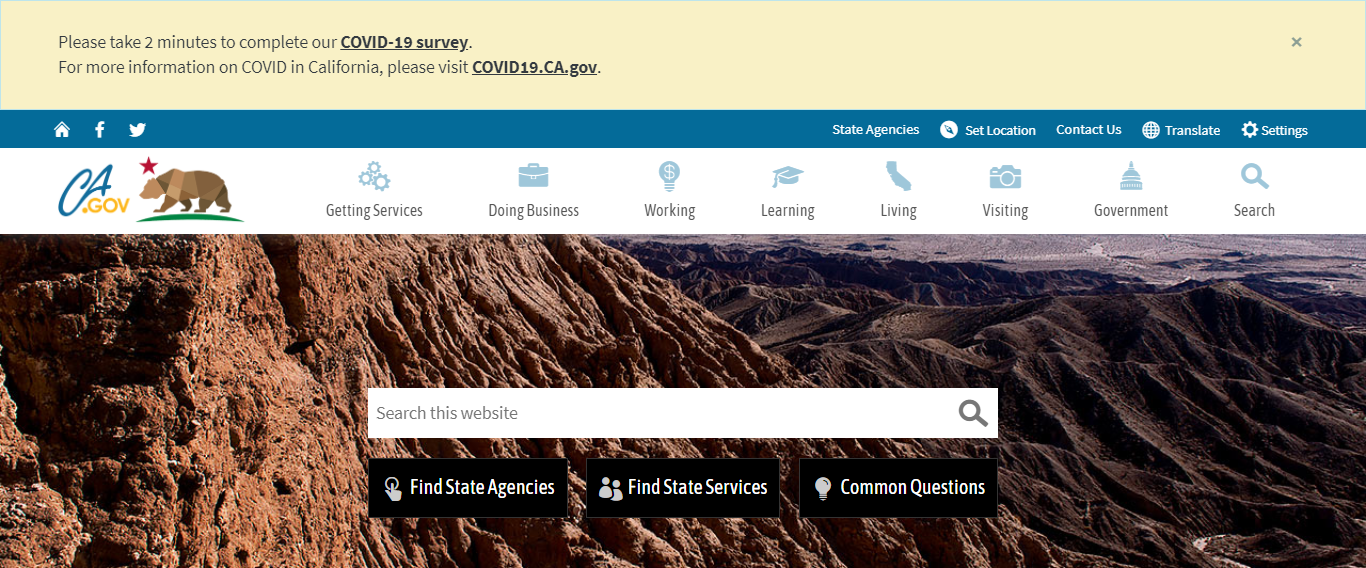 Please take 2 minutes to complete our COVID-19 survey.
For more information on COVID in California, please visit COVID19.CA.gov.
×
State Agencies Set Location Contact Us Translate Settings
CA.GOV
Getting Services Doing Business Working Learning Living Visiting Government Search
Search this website
Find State Agencies Find State Services Common Questions